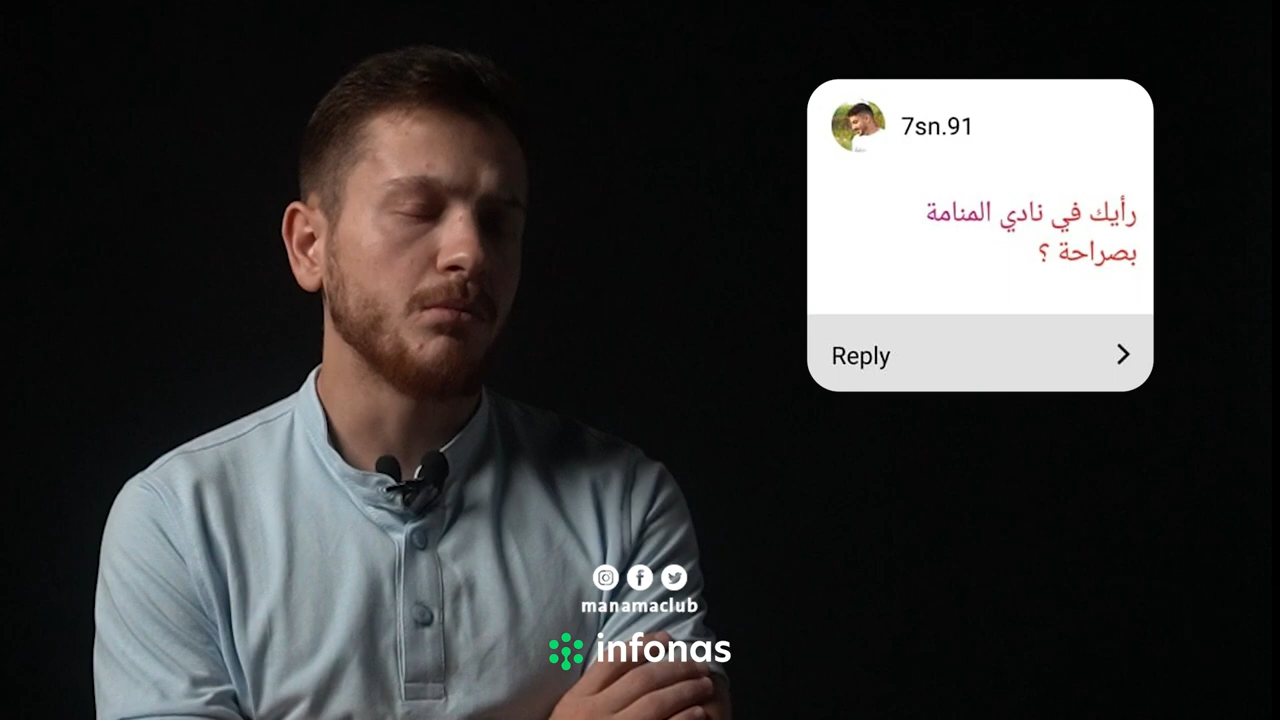 7sn.91
رأيك في نادي المنامة
بصراحة ؟
Reply
manamaclub
infonas